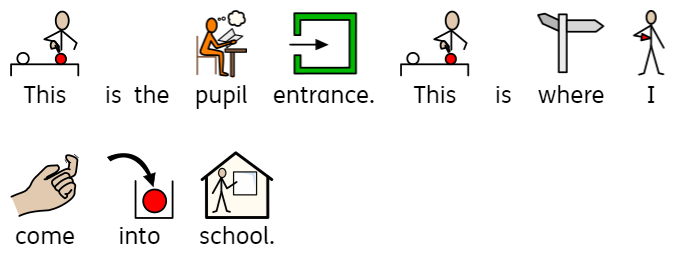 This is the pupil entrance. This is where I
come into school.